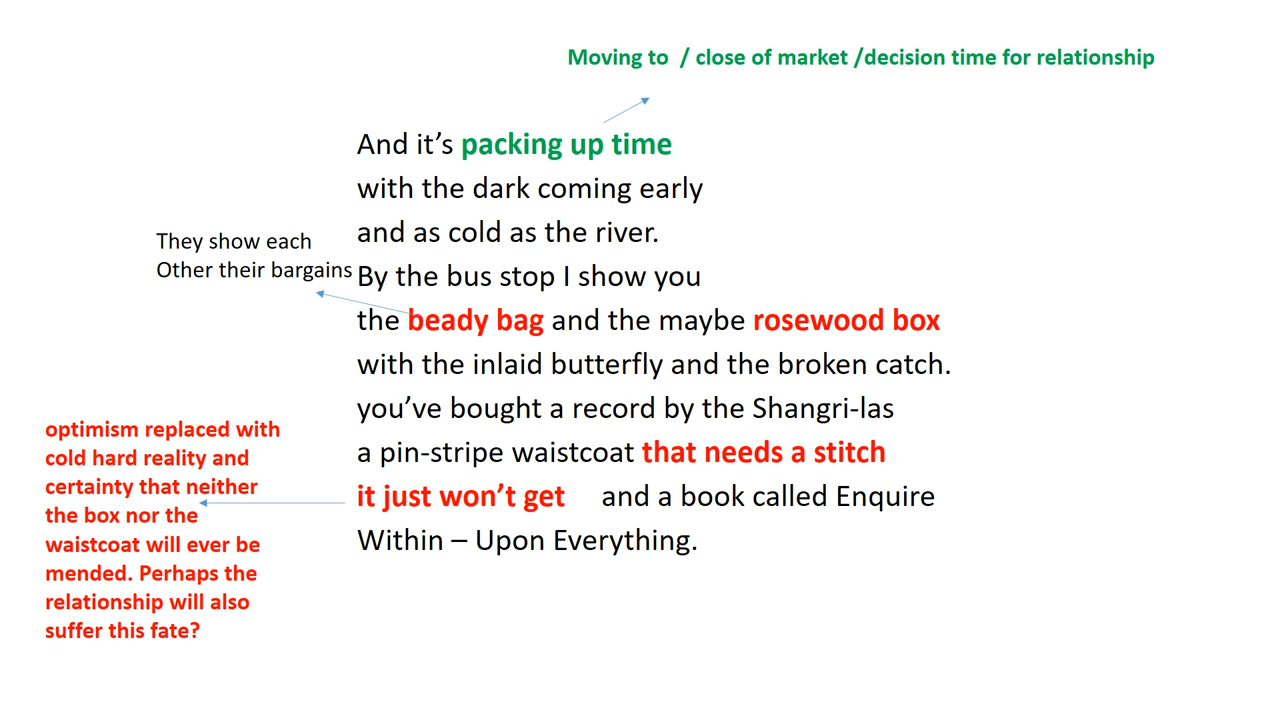 Moving to / close of market /decision time for relationship
And it's packing up time
with the dark coming early
and as cold as the river.
They show each
Other their bargains
By the bus stop I show you
the beady bag and the maybe rosewood box
with the inlaid butterfly and the broken catch.
you've bought a record by the Shangri-las
a pin-stripe waistcoat that needs a stitch
it just won't get and a book called Enquire
Within – Upon Everything.
optimism replaced with
cold hard reality and
certainty that neither
the box nor the
waistcoat will ever be
mended. Perhaps the
relationship will also
suffer this fate?